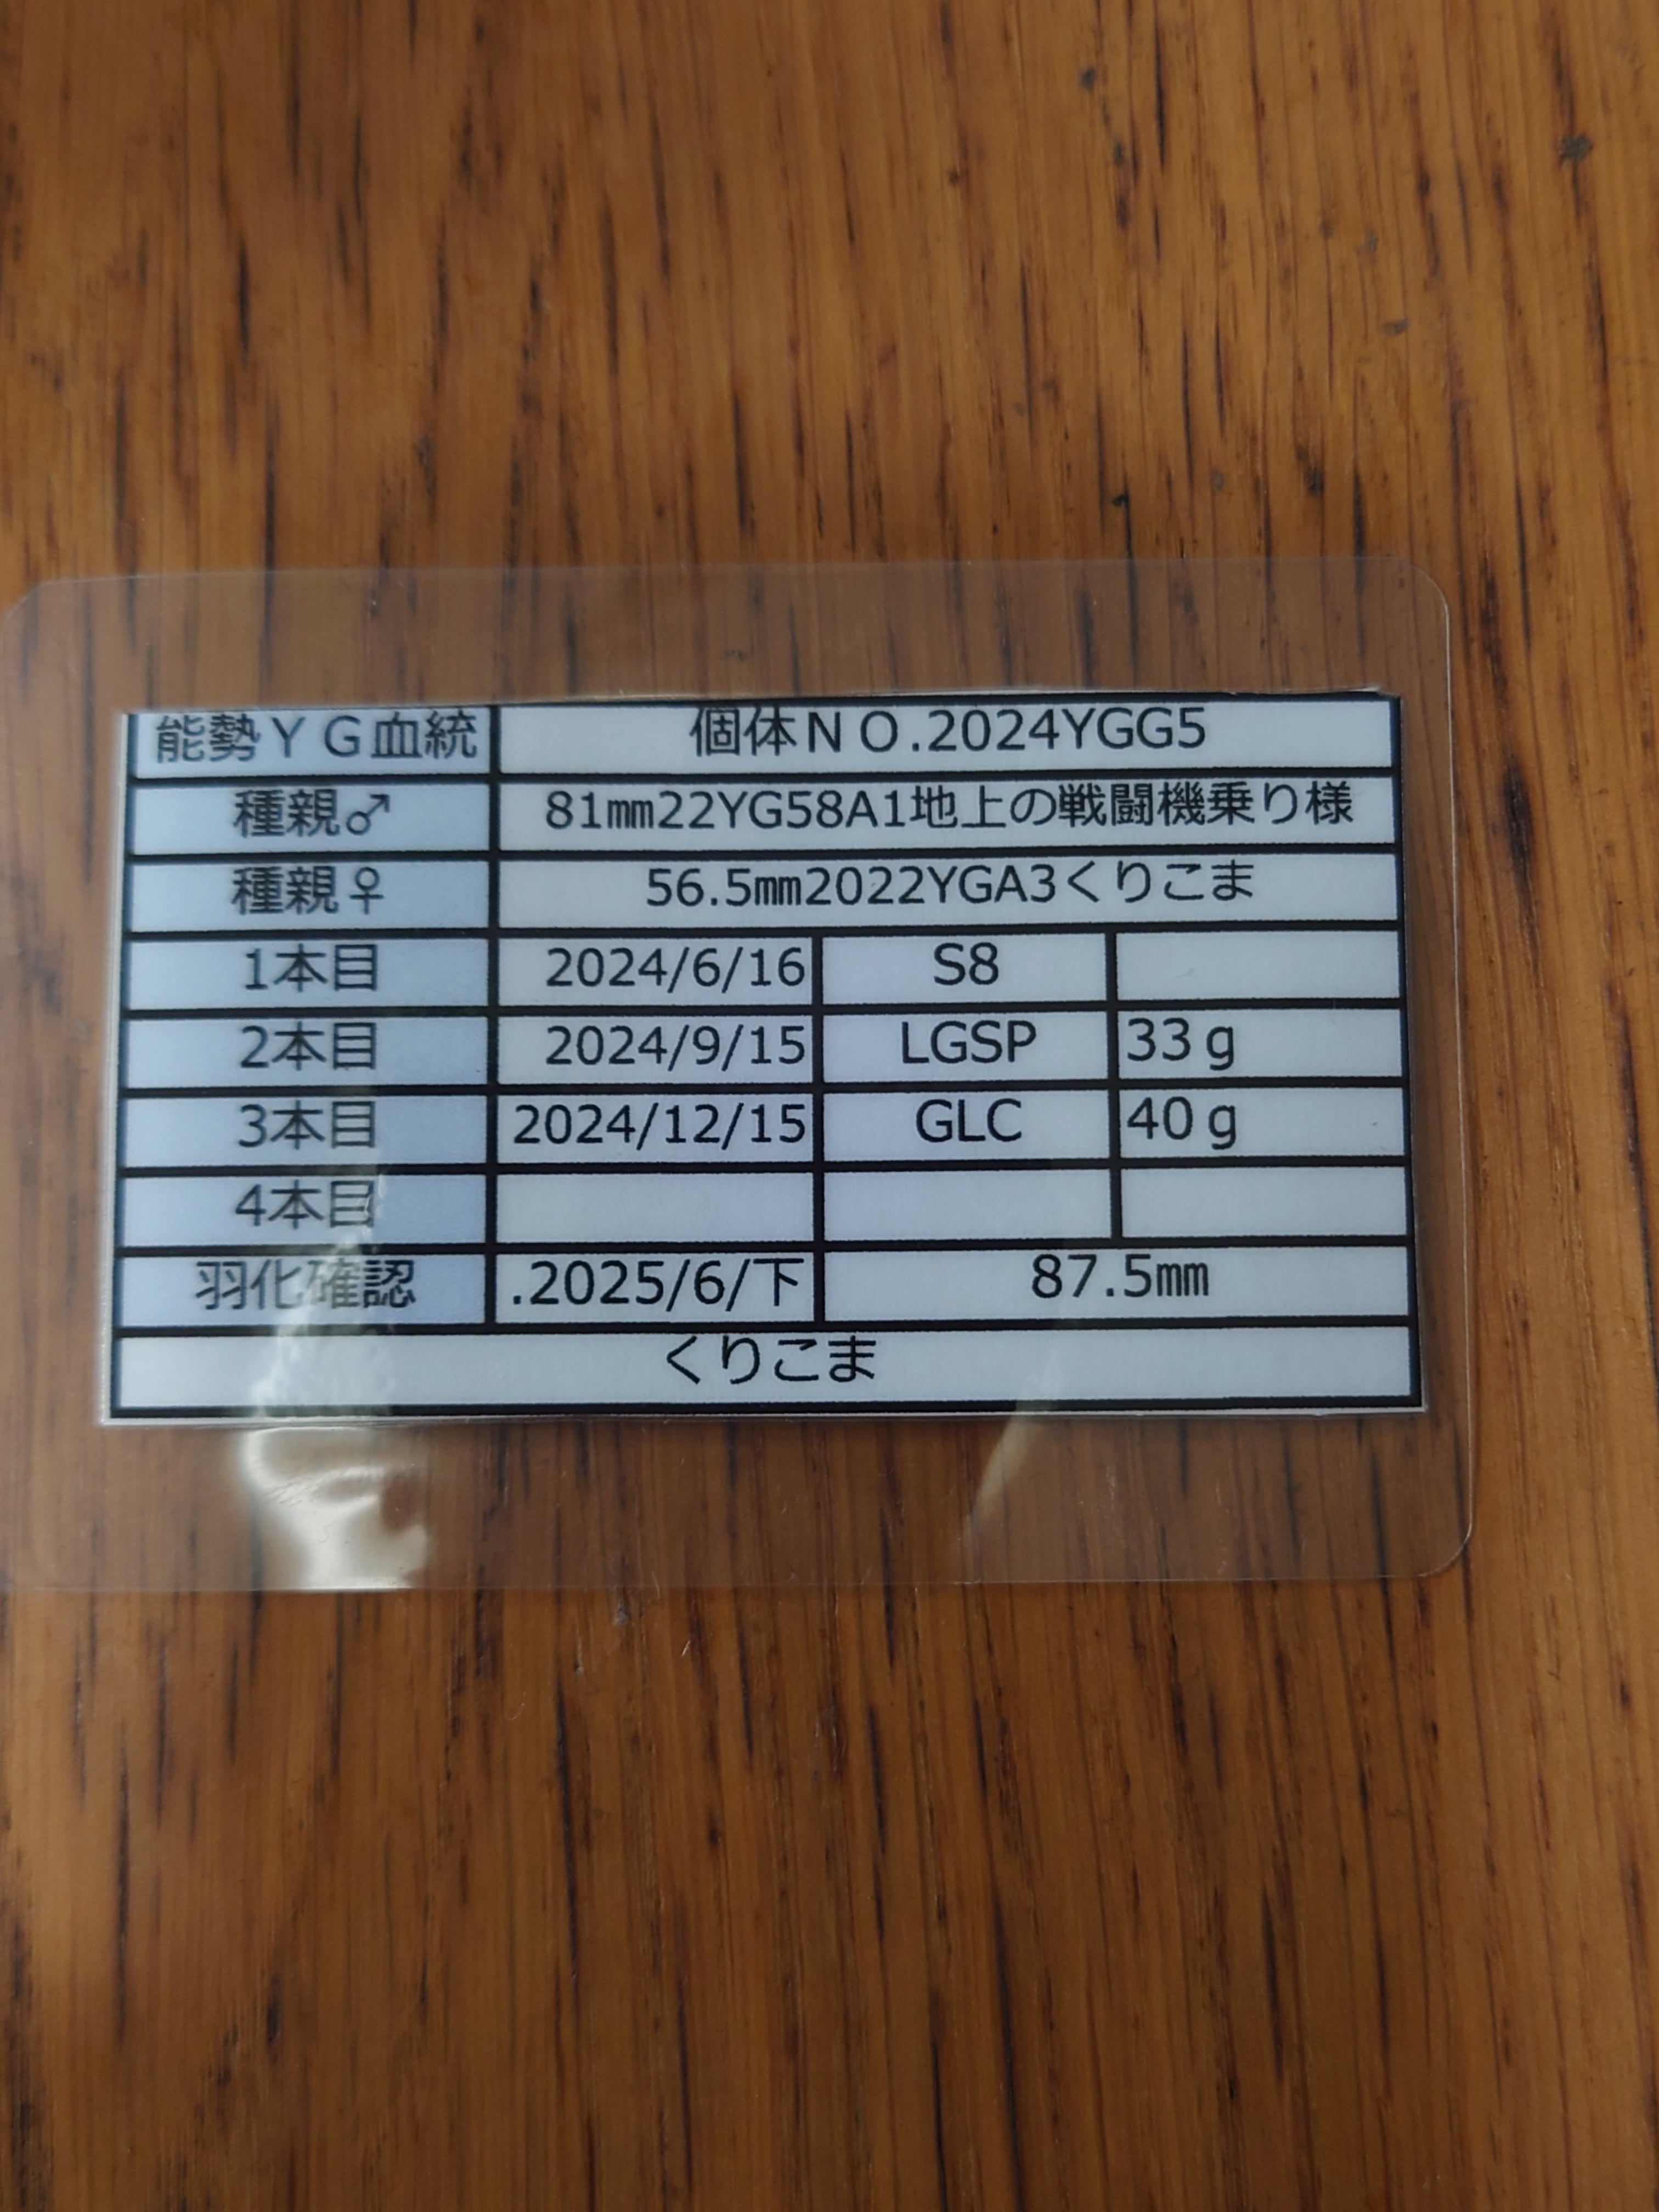 能勢ＹＧ血統 個体ＮＯ.2024YGG5
種親♂ 81㎜22YG58A1地上の戦闘機乗り様
種親♀ 56.5㎜2022YGA3くりこま
1本目 2024/6/16 S8
2本目 2024/9/15 LGSP 33ｇ
3本目 2024/12/15 GLC 40ｇ
4本目
羽化確認 .2025/6/下 87.5㎜
くりこま